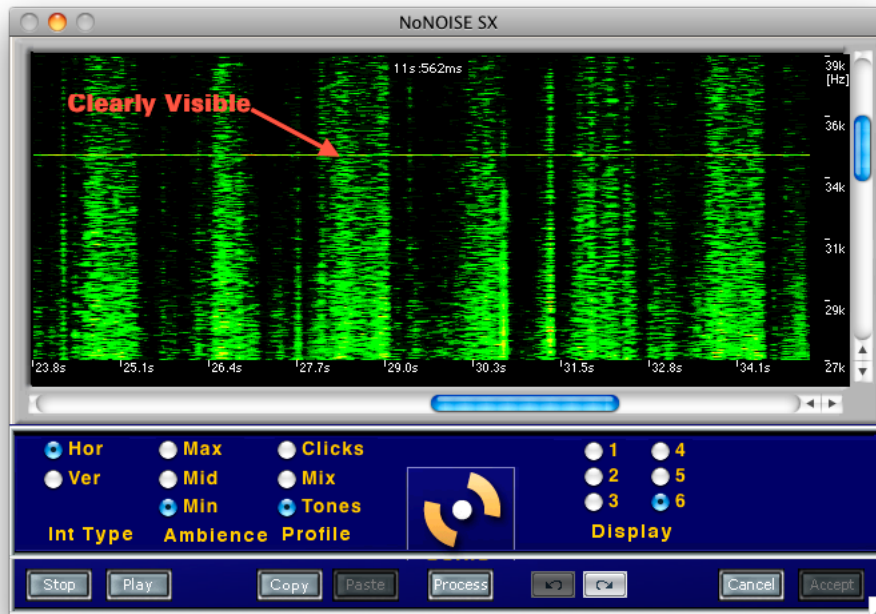 NoNOISE SX
11s:562ms
39k
[Hz]
Clearly Visible
36k
34k
31k
29k
27k
23.8s 25.1s 26.4s 27.7s 29.0s 30.3s 31.5s 32.8s 34.1s
Hor Max Clicks 1 4
Ver Mid Mix 2 5
Min Tones 3 6
Int Type Ambience Profile Display
Stop Play Copy Paste Process Cancel Accept